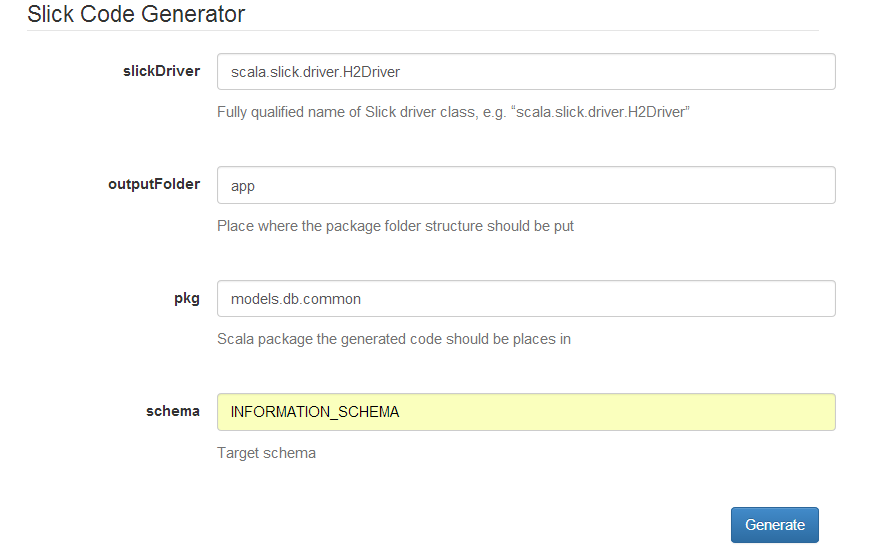 Slick Code Generator
slickDriver
scala.slick.driver.H2Driver
Fully qualified name of Slick driver class, e.g. “scala.slick.driver.H2Driver”
outputFolder
app
Place where the package folder structure should be put
pkg
models.db.common
Scala package the generated code should be places in
schema
INFORMATION_SCHEMA
Target schema
Generate